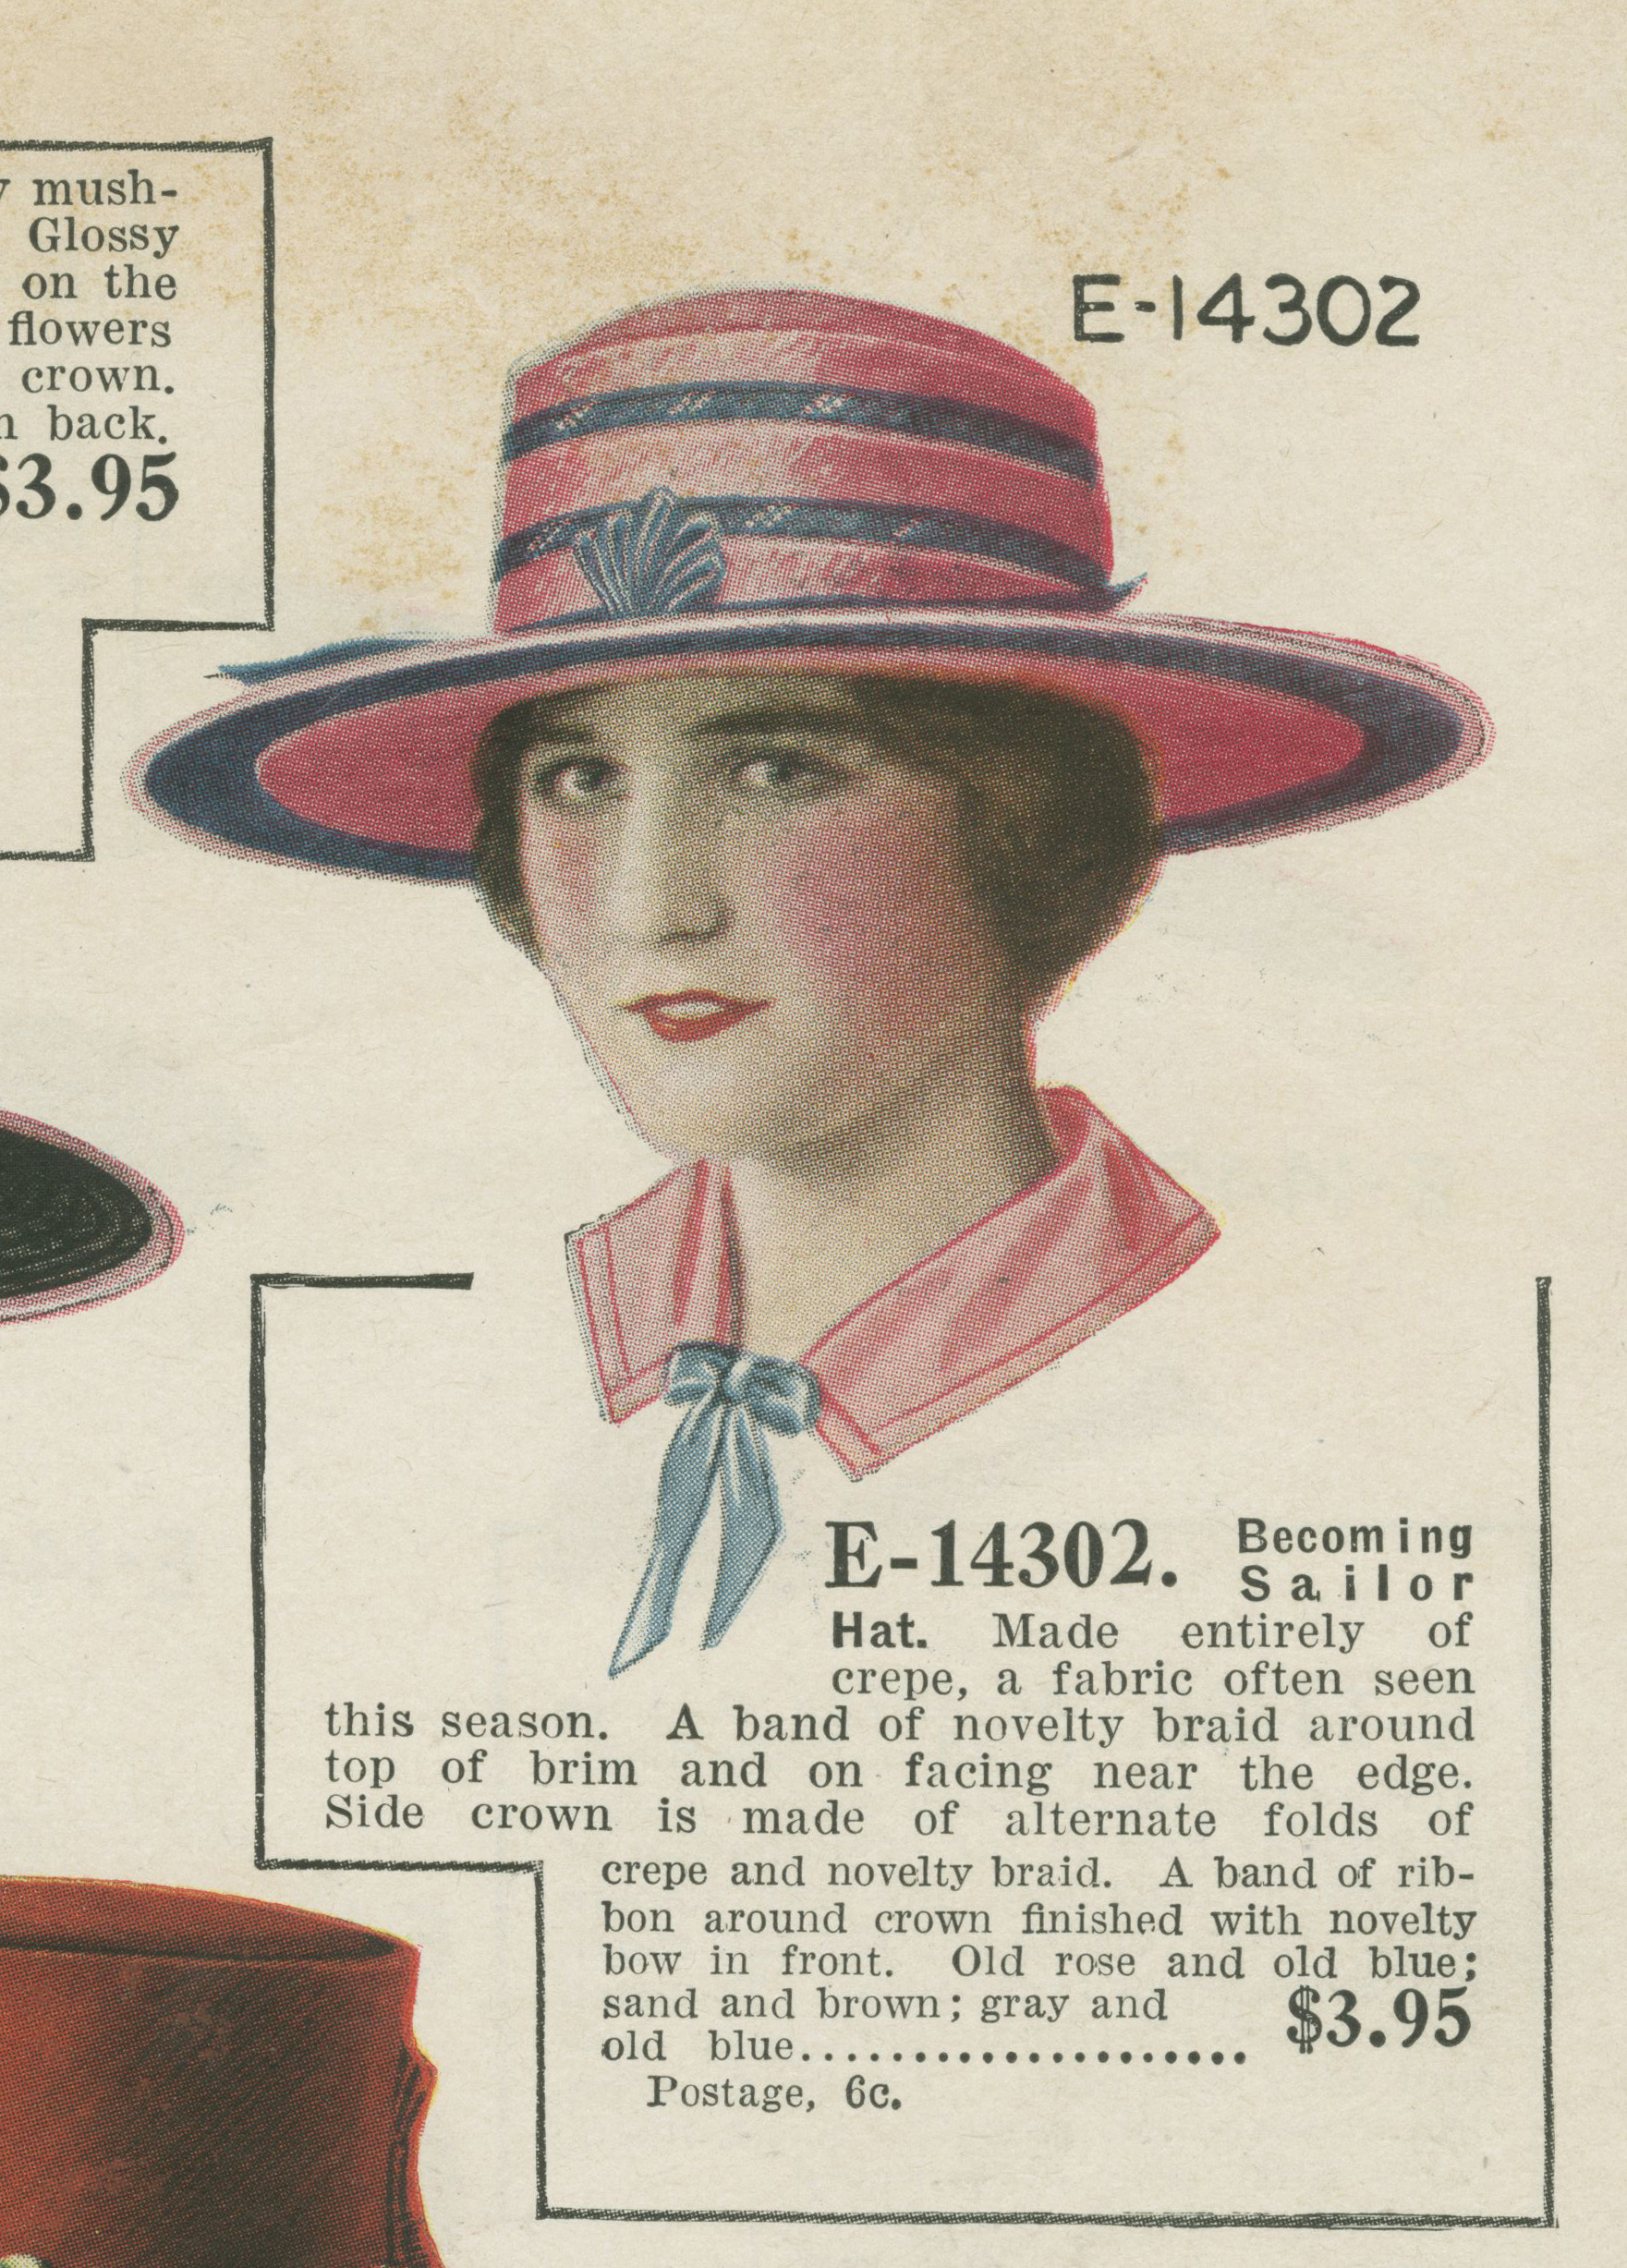 mush-
Glossy
on the
flowers
crown.
back.
3.95
E-14302
E-14302. Becoming
Sailor
Hat. Made entirely of
crepe, a fabric often seen
this season. A band of novelty braid around
top of brim and on facing near the edge.
Side crown is made of alternate folds of
crepe and novelty braid. A band of rib-
bon around crown finished with novelty
bow in front. Old rose and old blue;
sand and brown; gray and
old blue.................... $3.95
Postage, 6c.